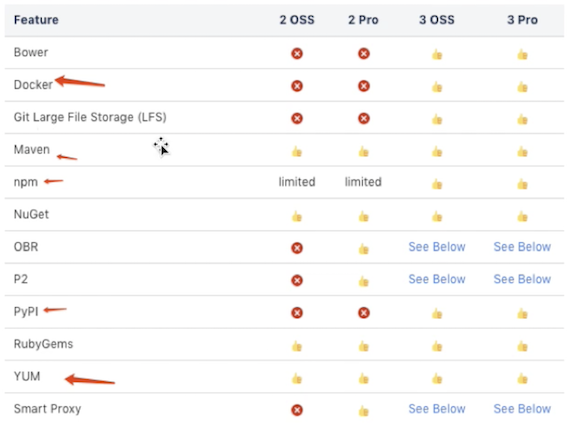 Feature 2 OSS 2 Pro 3 OSS 3 Pro
Bower
Docker
Git Large File Storage (LFS)
Maven
npm limited limited
NuGet
OBR See Below See Below
P2 See Below See Below
PyPI
RubyGems
YUM
Smart Proxy See Below See Below